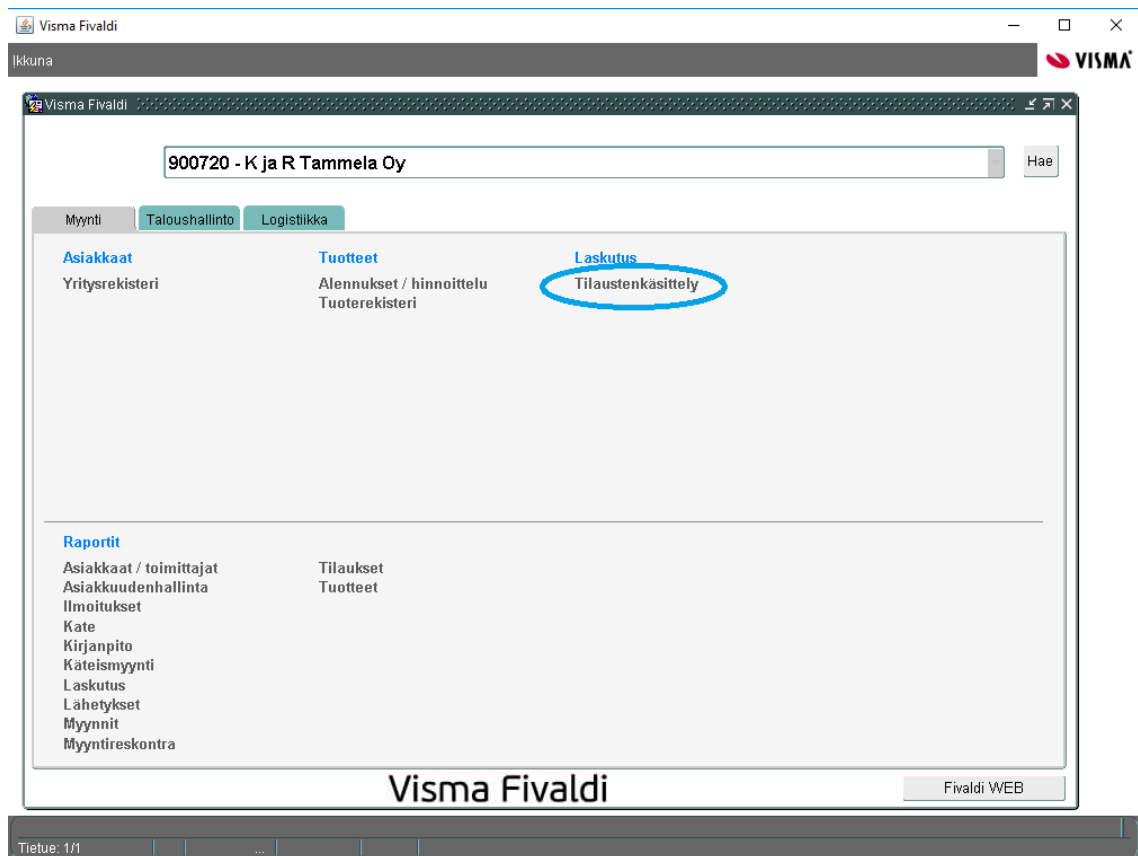 Visma Fivaldi
Ikkuna
VISMA
Visma Fivaldi
900720 - K ja R Tammela Oy
Hae
Myynti Taloushallinto Logistiikka
Asiakkaat Tuotteet Laskutus
Yritysrekisteri Alennukset / hinnoittelu Tilaustenkäsittely
Tuoterekisteri
Raportit
Asiakkaat / toimittajat Tilaukset
Asiakkuudenhallinta Tuotteet
Ilmoitukset
Kate
Kirjanpito
Käteismyynti
Laskutus
Lähetykset
Myynnit
Myyntireskontra
Visma Fivaldi
Fivaldi WEB
Tietue: 1/1 ...